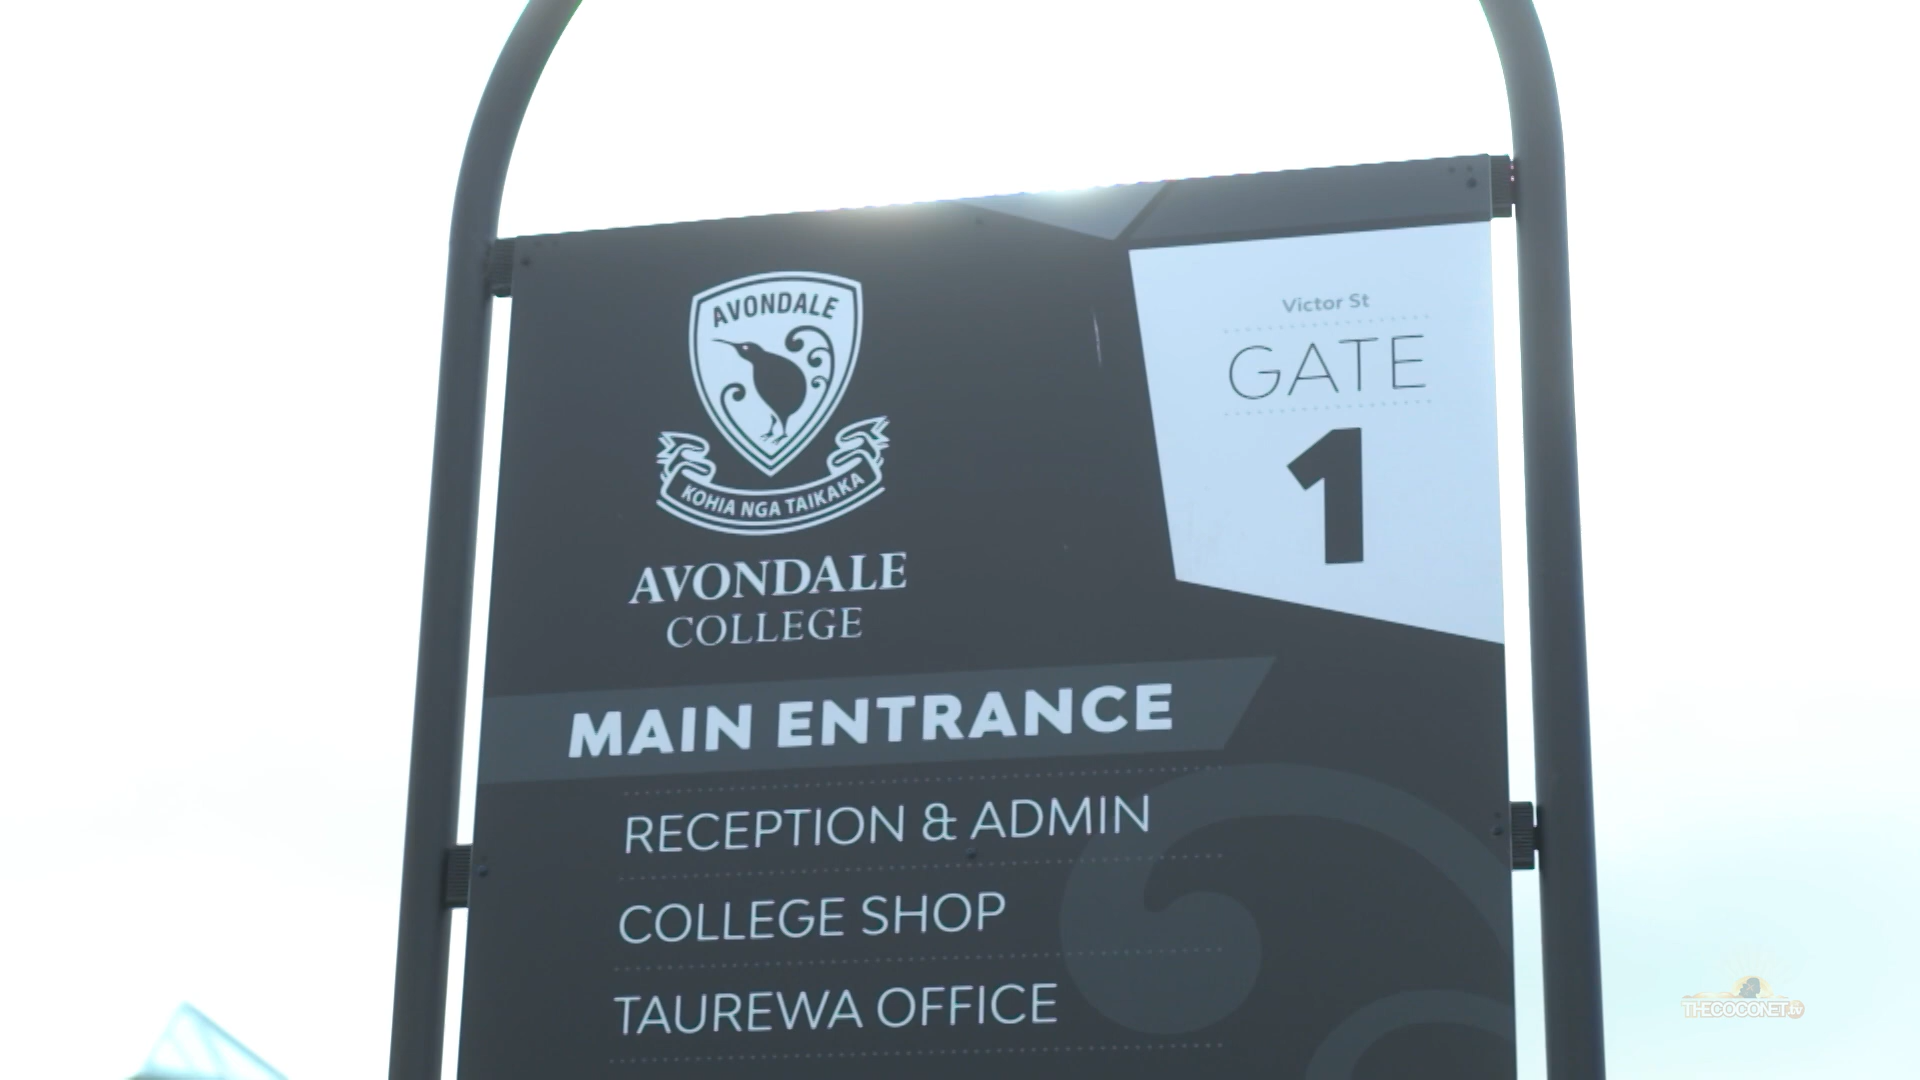 AVONDALE
KOHIA NGA TAIKAKA
AVONDALE
COLLEGE
Victor St
GATE
1
MAIN ENTRANCE
RECEPTION & ADMIN
COLLEGE SHOP
TAUREWA OFFICE
THECOCONET.tv